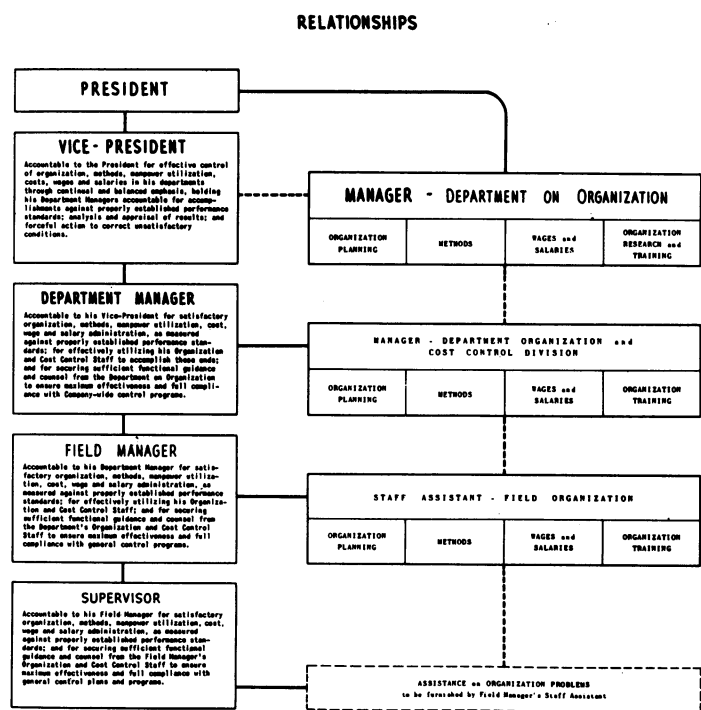 RELATIONSHIPS
PRESIDENT
VICE-PRESIDENT
Accountable to the President for effective control
of organization, methods, manpower utilization,
costs, wages and salaries in his departments
through continual and balanced emphasis, holding
his Department Managers accountable for accomp-
lishments against properly established performance
standards; analysis and appraisal of results; and
forceful action to correct unsatisfactory
conditions.
MANAGER - DEPARTMENT ON ORGANIZATION
ORGANIZATION
PLANNING
METHODS
WAGES and
SALARIES
ORGANIZATION
RESEARCH and
TRAINING
DEPARTMENT MANAGER
Accountable to his Vice-President for satisfactory
organization, methods, manpower utilization, cost,
wage and salary administration, as measured
against properly established performance stan-
dards; for effectively utilizing his Organization
and Cost Control Staff to accomplish these ends;
and for securing sufficient functional guidance
and counsel from the Department on Organization
to ensure maximum effectiveness and full compli-
ance with Company-wide control programs.
MANAGER - DEPARTMENT ORGANIZATION and
COST CONTROL DIVISION
ORGANIZATION
PLANNING
METHODS
WAGES and
SALARIES
ORGANIZATION
TRAINING
FIELD MANAGER
Accountable to his Department Manager for satis-
factory organization, methods, manpower utiliza-
tion, cost, wage and salary administration, as
measured against properly established performance
standards; for effectively utilizing his Organiza-
tion and Cost Control Staff; and for securing
sufficient functional guidance and counsel from
the Department's Organization and Cost Control
Staff to ensure maximum effectiveness and full
compliance with general control programs.
STAFF ASSISTANT - FIELD ORGANIZATION
ORGANIZATION
PLANNING
METHODS
WAGES and
SALARIES
ORGANIZATION
TRAINING
SUPERVISOR
Accountable to his Field Manager for satisfactory
organization, methods, manpower utilization, cost,
wage and salary administration, as measured
against properly established performance stan-
dards; and for securing sufficient functional
guidance and counsel from the Field Manager's
Organization and Cost Control Staff to ensure
maximum effectiveness and full compliance with
general control plans and programs.
ASSISTANCE on ORGANIZATION PROBLEMS
to be furnished by Field Manager's Staff Assistant